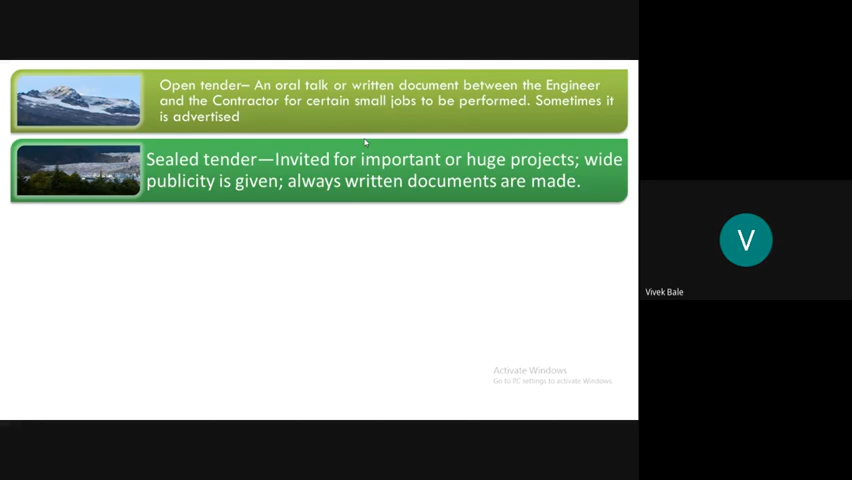 Open tender– An oral talk or written document between the Engineer
and the Contractor for certain small jobs to be performed. Sometimes it
is advertised
Sealed tender—Invited for important or huge projects; wide
publicity is given; always written documents are made.
V
Vivek Bale
Activate Windows
Go to PC settings to activate Windows.